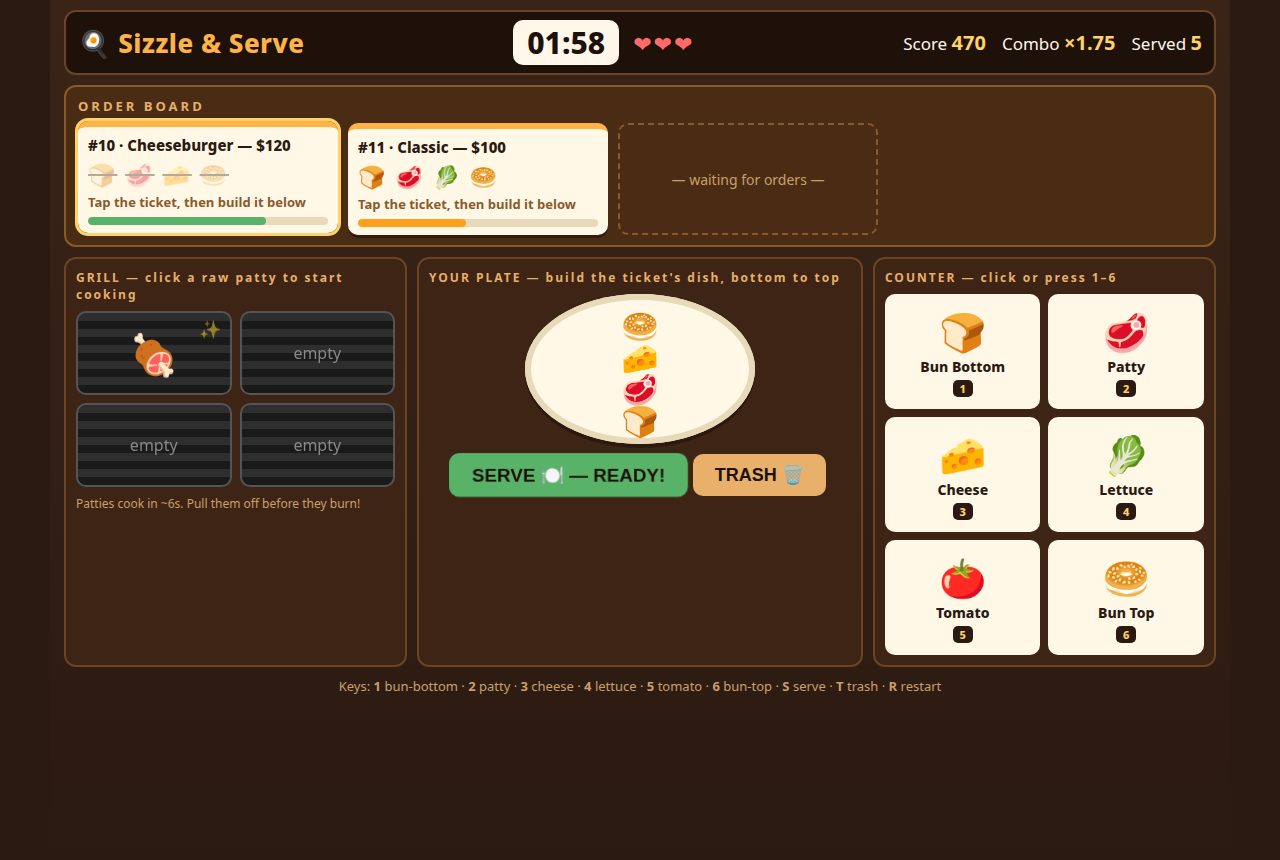 Sizzle & Serve
01:58
Score 470 Combo ×1.75 Served 5
ORDER BOARD
#10 · Cheeseburger — $120
Tap the ticket, then build it below
#11 · Classic — $100
Tap the ticket, then build it below
— waiting for orders —
GRILL — click a raw patty to start
cooking
empty
empty
empty
Patties cook in ~6s. Pull them off before they burn!
YOUR PLATE — build the ticket's dish, bottom to top
SERVE 🍽️ — READY!
TRASH 🗑️
COUNTER — click or press 1–6
Bun Bottom
1
Patty
2
Cheese
3
Lettuce
4
Tomato
5
Bun Top
6
Keys: 1 bun-bottom · 2 patty · 3 cheese · 4 lettuce · 5 tomato · 6 bun-top · S serve · T trash · R restart